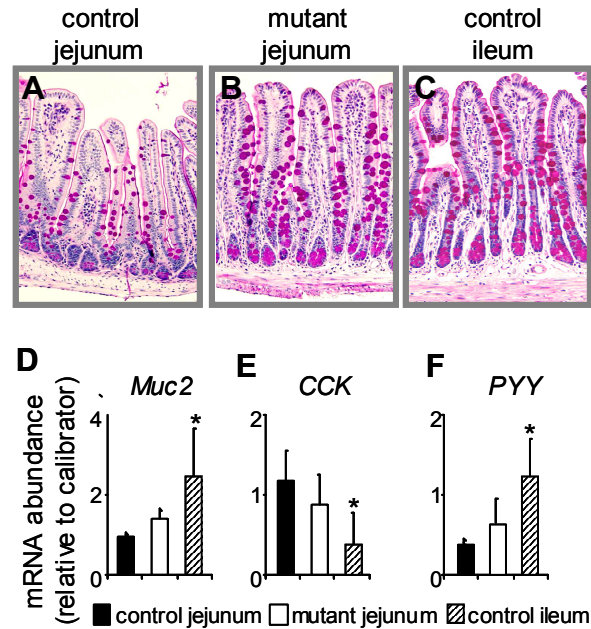 control jejunum
mutant jejunum
control ileum
A
B
C
D
Muc2
E
CCK
F
PYY
mRNA abundance
(relative to calibrator)
4
2
0
*
2
1
0
*
2
1
0
*
control jejunum
mutant jejunum
control ileum